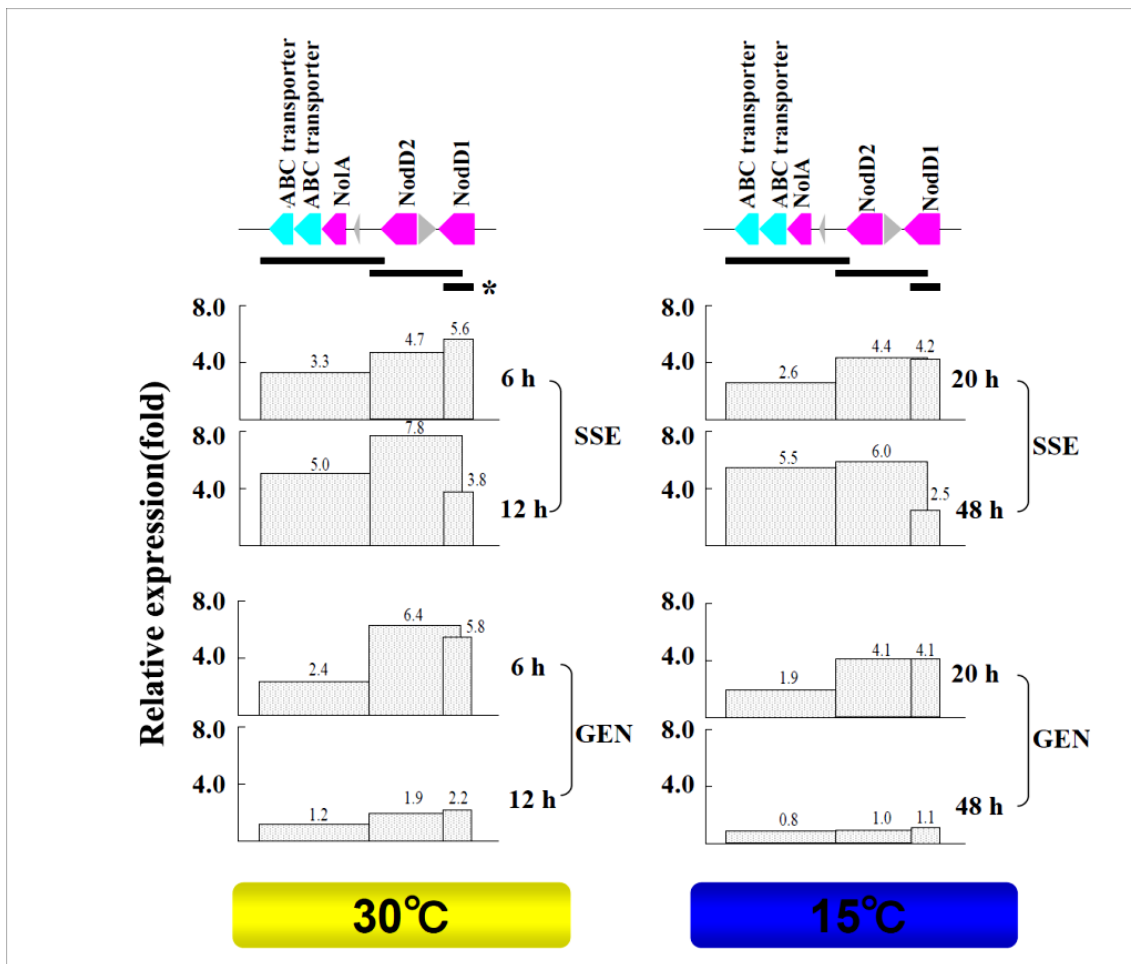 ABC transporter
ABC transporter
NolA
NodD2
NodD1
ABC transporter
ABC transporter
NolA
NodD2
NodD1
*
Relative expression(fold)
8.0
4.0
3.3
4.7
5.6
6 h
8.0
4.0
5.0
7.8
3.8
12 h
SSE
8.0
4.0
2.6
4.4
4.2
20 h
8.0
4.0
5.5
6.0
2.5
48 h
SSE
8.0
4.0
2.4
6.4
5.8
6 h
8.0
4.0
1.2
1.9
2.2
12 h
GEN
8.0
4.0
1.9
4.1
4.1
20 h
8.0
4.0
0.8
1.0
1.1
48 h
GEN
30℃
15℃